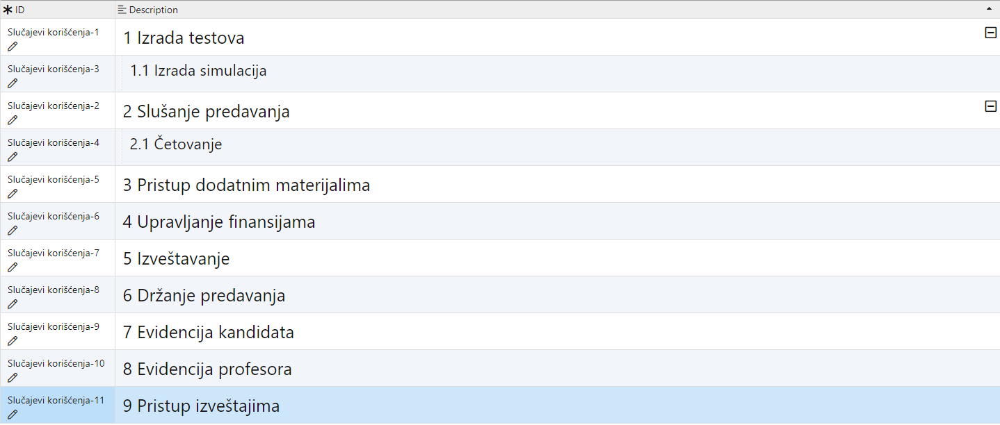 ID Description
Slučajevi korišćenja-1 1 Izrada testova
Slučajevi korišćenja-3 1.1 Izrada simulacija
Slučajevi korišćenja-2 2 Slušanje predavanja
Slučajevi korišćenja-4 2.1 Četovanje
Slučajevi korišćenja-5 3 Pristup dodatnim materijalima
Slučajevi korišćenja-6 4 Upravljanje finansijama
Slučajevi korišćenja-7 5 Izveštavanje
Slučajevi korišćenja-8 6 Držanje predavanja
Slučajevi korišćenja-9 7 Evidencija kandidata
Slučajevi korišćenja-10 8 Evidencija profesora
Slučajevi korišćenja-11 9 Pristup izveštajima